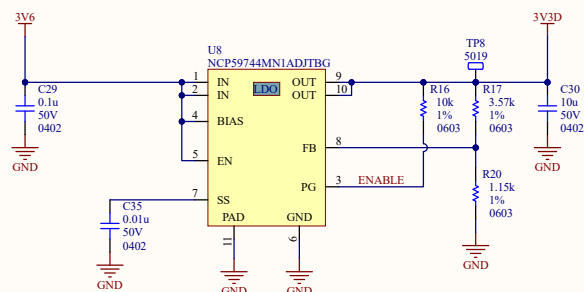 3V6
3V3D
U8
NCP59744MN1ADJTBG
TP8
5019
LDO
1
IN
OUT
9
2
IN
OUT
10
C29
0.1u
50V
0402
R16
10k
1%
0603
R17
3.57k
1%
0603
C30
10u
50V
0402
4
BIAS
FB
8
5
EN
GND
GND
7
SS
PG
3
ENABLE
R20
1.15k
1%
0603
C35
0.01u
50V
0402
PAD
GND
11
6
GND
GND
GND
GND